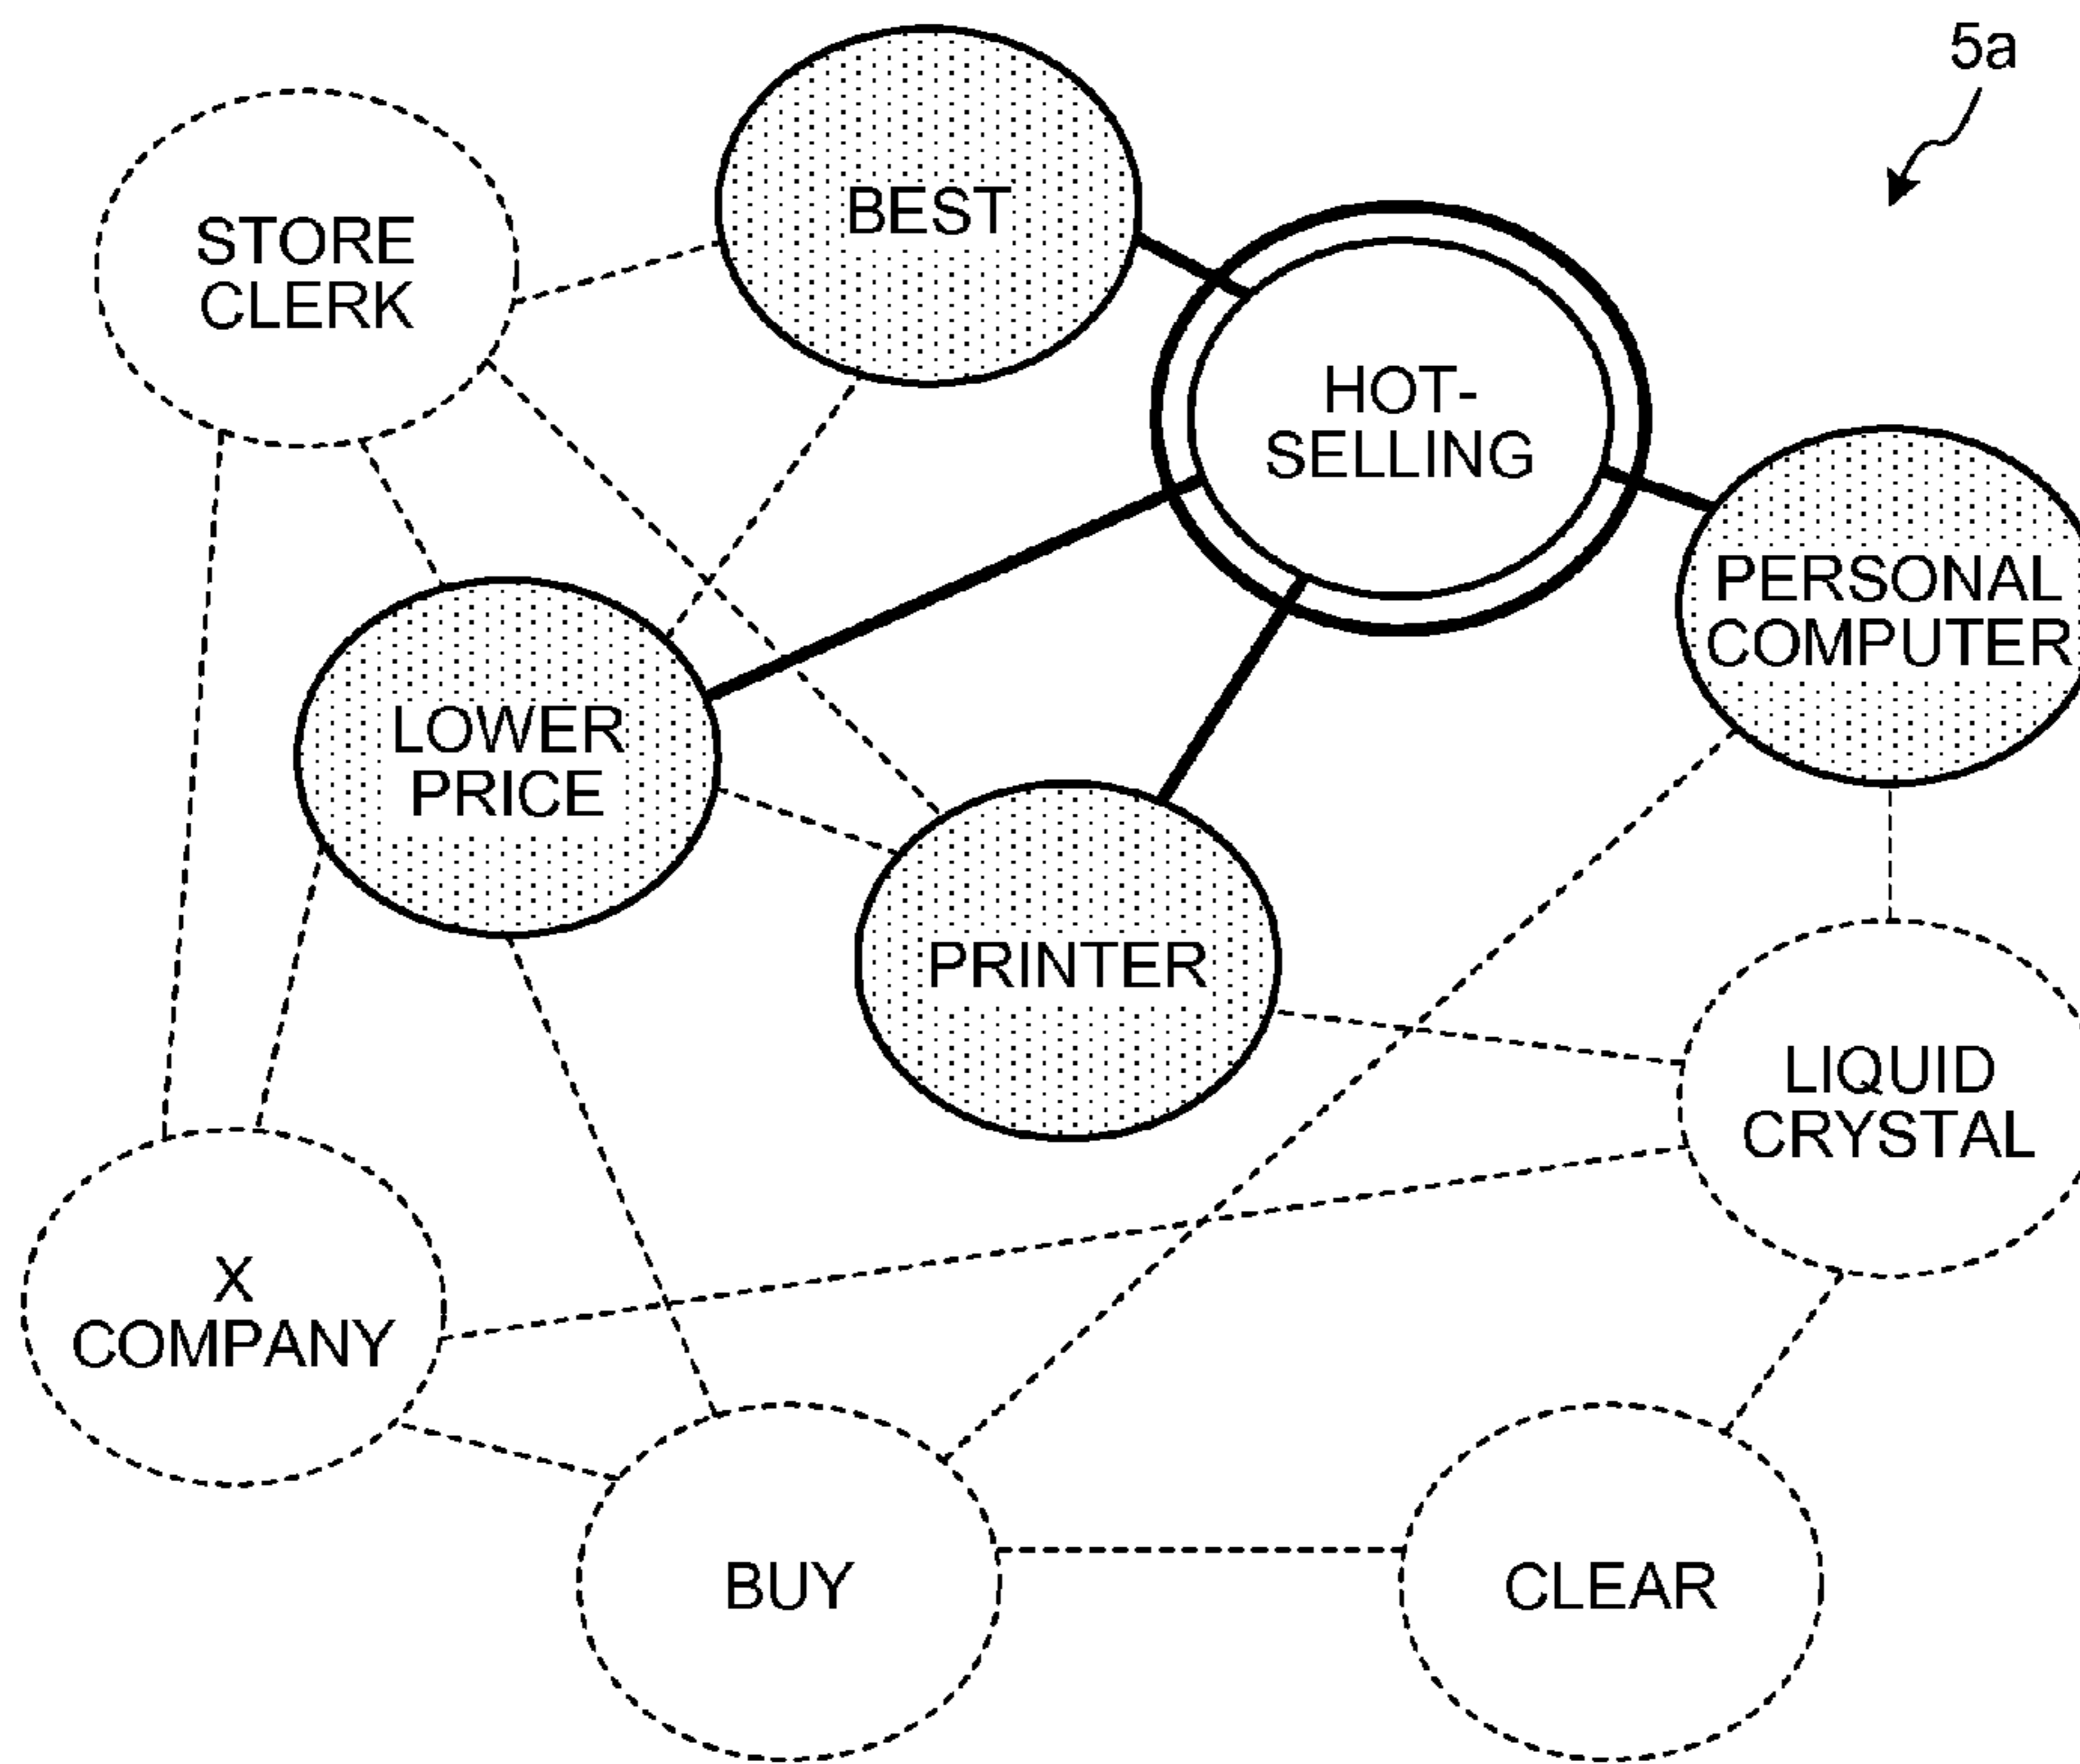 5a
BEST
STORE
CLERK
HOT-
SELLING
PERSONAL
COMPUTER
LOWER
PRICE
PRINTER
LIQUID
CRYSTAL
X
COMPANY
BUY
CLEAR